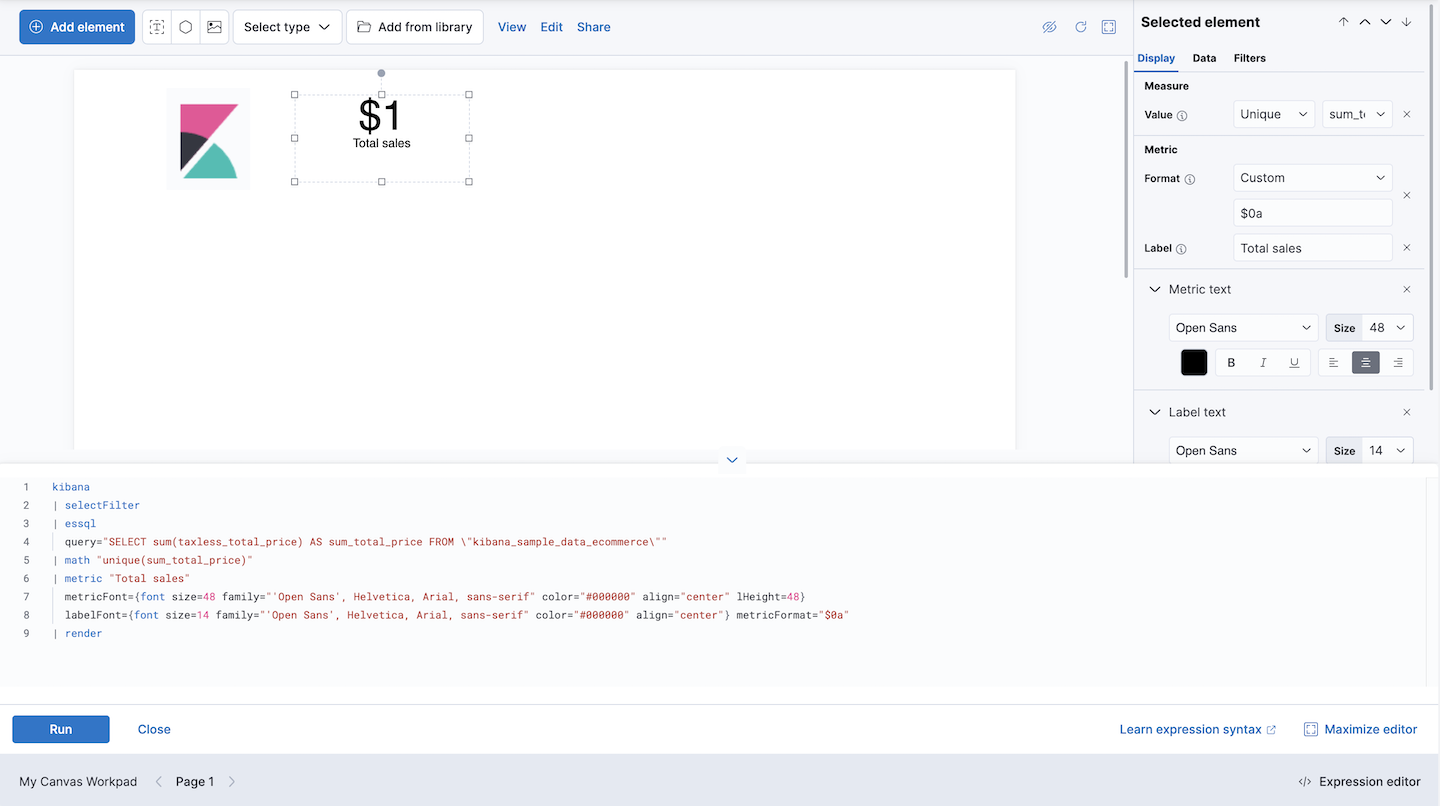 Add element
Select type
Add from library
View
Edit
Share
Selected element
Display
Data
Filters
$1
Total sales
Measure
Value
Unique
Metric
Format
Custom
$0a
Label
Total sales
Metric text
Open Sans
Size
48
B
I
U
Label text
Open Sans
Size
14
1 kibana
2 | selectFilter
3 | essql
4 query="SELECT sum(taxless_total_price) AS sum_total_price FROM \"kibana_sample_data_ecommerce\""
5 | math "unique(sum_total_price)"
6 | metric "Total sales"
7 metricFont={font size=48 family="'Open Sans', Helvetica, Arial, sans-serif" color="#000000" align="center" lHeight=48}
8 labelFont={font size=14 family="'Open Sans', Helvetica, Arial, sans-serif" color="#000000" align="center"} metricFormat="$0a"
9 | render
Run
Close
Learn expression syntax
Maximize editor
My Canvas Workpad
Page 1
</> Expression editor